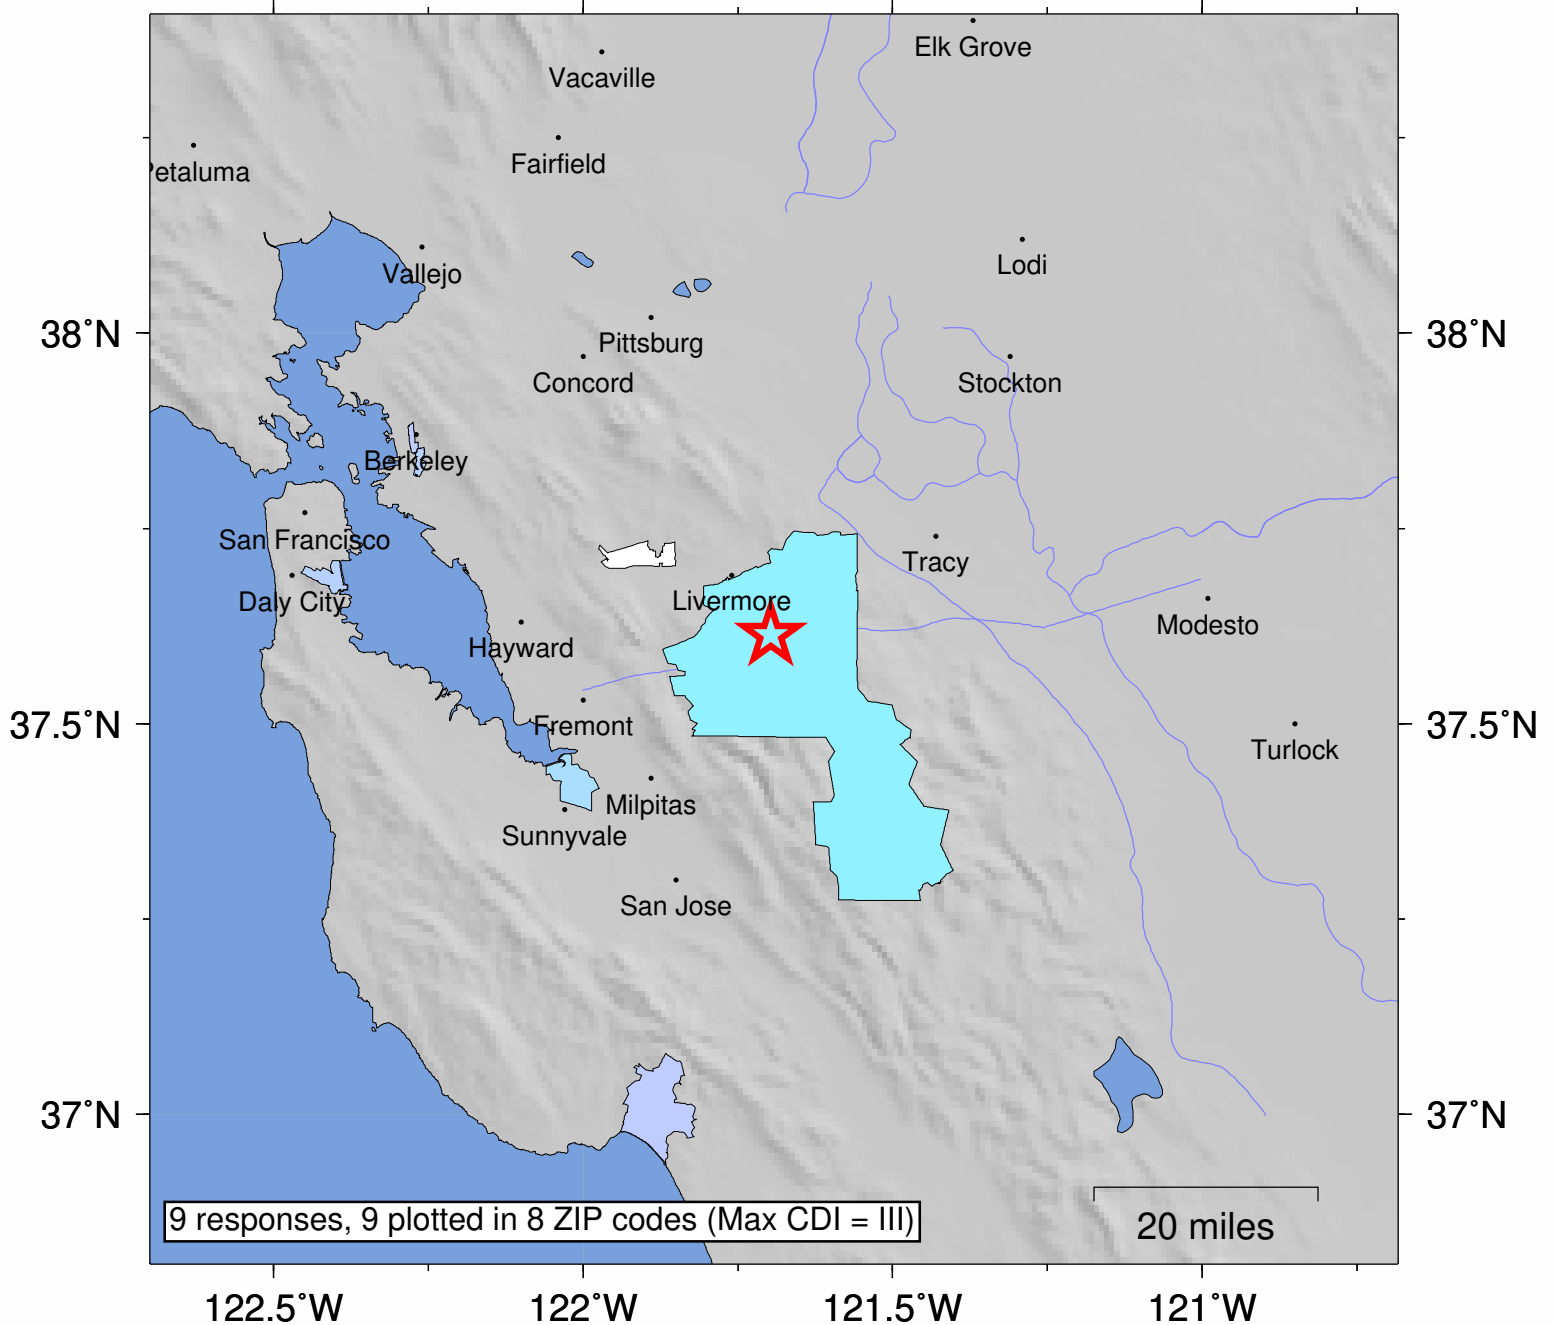 Elk Grove
Vacaville
Fairfield
Petaluma
Lodi
Vallejo
38˚N
38˚N
Pittsburg
Concord
Stockton
Berkeley
San Francisco
Tracy
Livermore
Daly City
Modesto
Hayward
37.5˚N
37.5˚N
Fremont
Turlock
Milpitas
Sunnyvale
San Jose
37˚N
37˚N
9 responses, 9 plotted in 8 ZIP codes (Max CDI = III)
20 miles
122.5˚W
122˚W
121.5˚W
121˚W